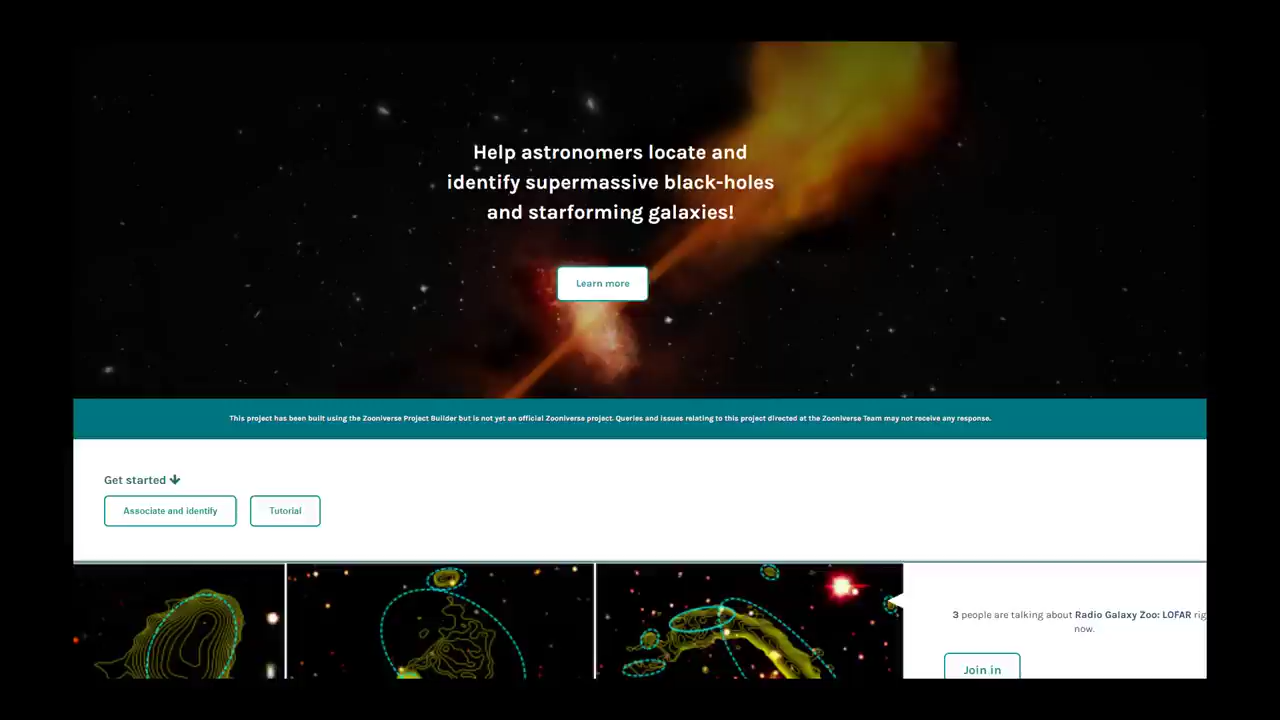 Help astronomers locate and
identify supermassive black-holes
and starforming galaxies!
Learn more
This project has been built using the Zooniverse Project Builder but is not yet an official Zooniverse project. Queries and issues relating to this project directed at the Zooniverse Team may not receive any response.
Get started
Associate and identify
Tutorial
3 people are talking about Radio Galaxy Zoo: LOFAR rig
now.
Join in